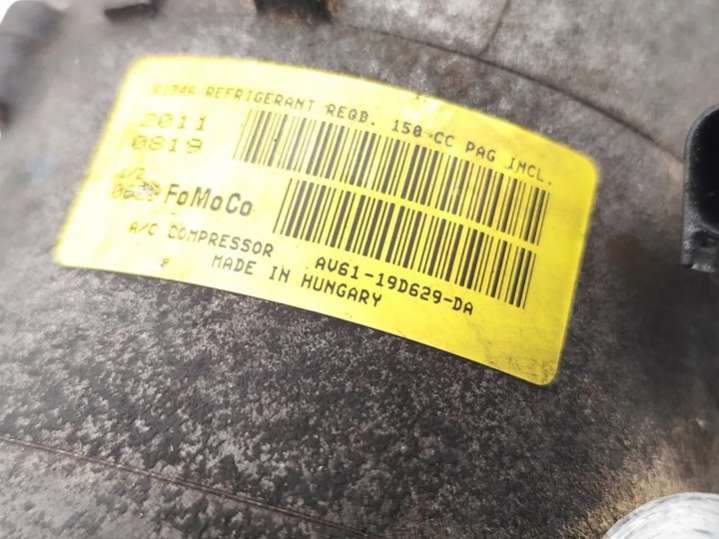 REFRIGERANT REQD. 150 CC PAG INCL.
2011
0819
FoMoCo
A/C COMPRESSOR AV61-19D629-DA
MADE IN HUNGARY